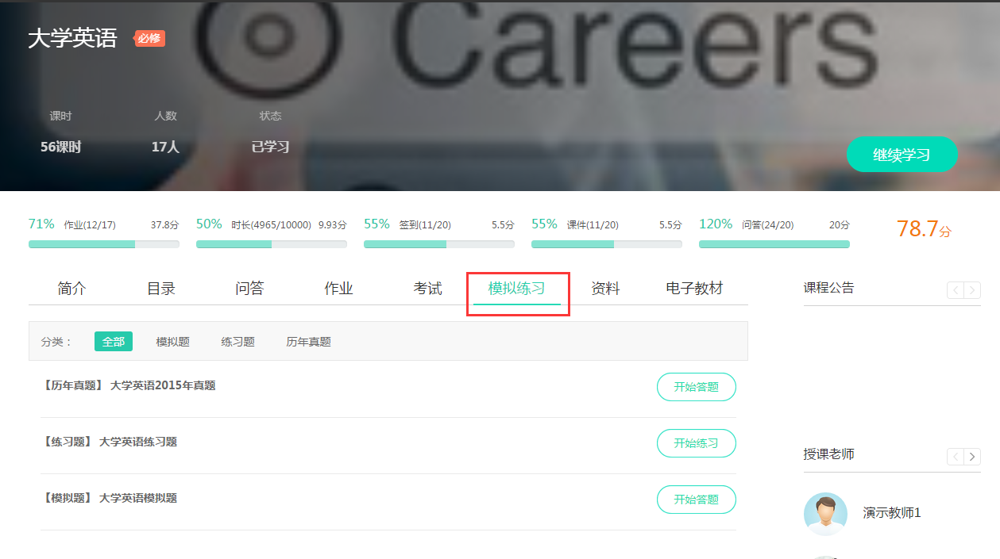 Careers
大学英语 必修
课时 人数 状态
56课时 17人 已学习
继续学习
71% 作业(12/17) 37.8分 50% 时长(4965/10000) 9.93分 55% 签到(11/20) 5.5分 55% 课件(11/20) 5.5分 120% 问答(24/20) 20分 78.7分
简介 目录 问答 作业 考试 模拟练习 资料 电子教材
课程公告
分类： 全部 模拟题 练习题 历年真题
【历年真题】 大学英语2015年真题 开始答题
【练习题】 大学英语练习题 开始练习
【模拟题】 大学英语模拟题 开始答题
授课老师
演示教师1